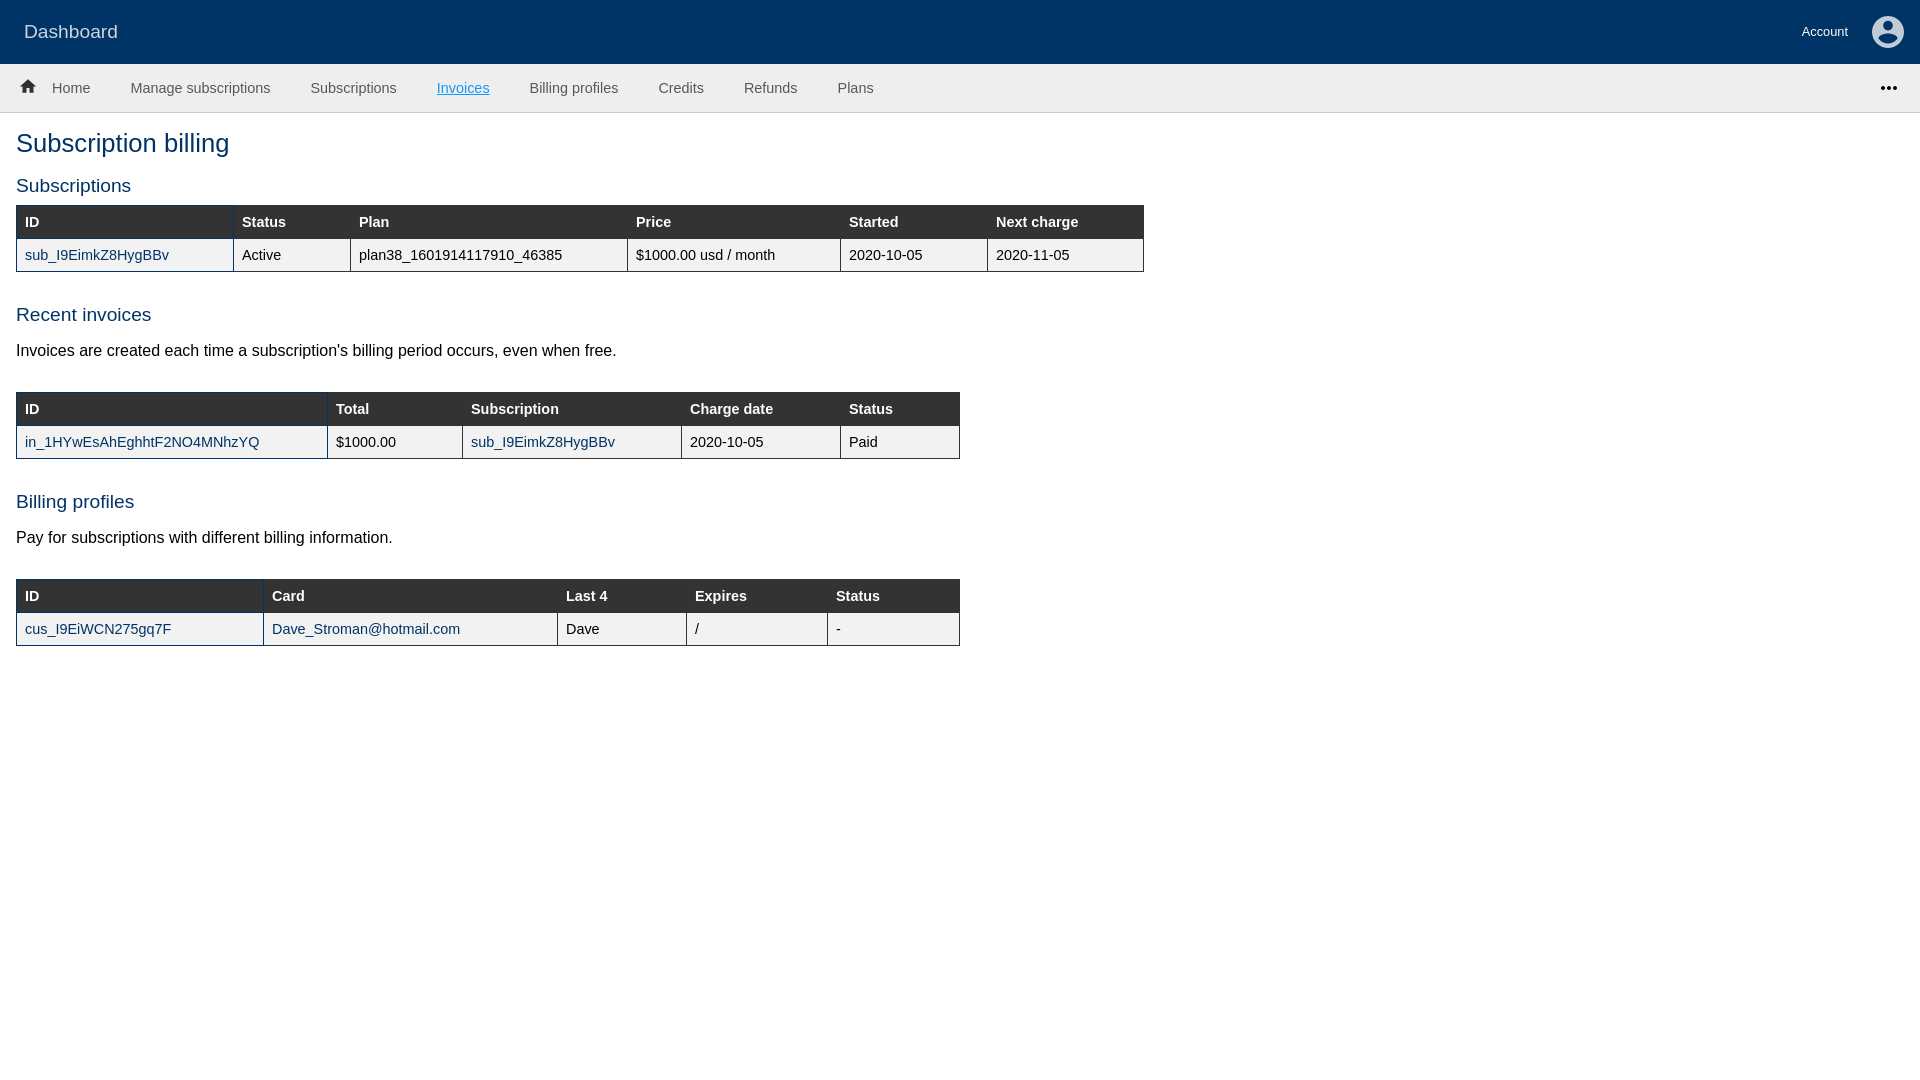 Dashboard
Account
Home Manage subscriptions Subscriptions Invoices Billing profiles Credits Refunds Plans
Subscription billing
Subscriptions
ID Status Plan Price Started Next charge
sub_I9EimkZ8HygBBv Active plan38_1601914117910_46385 $1000.00 usd / month 2020-10-05 2020-11-05
Recent invoices
Invoices are created each time a subscription's billing period occurs, even when free.
ID Total Subscription Charge date Status
in_1HYwEsAhEghhtF2NO4MNhzYQ $1000.00 sub_I9EimkZ8HygBBv 2020-10-05 Paid
Billing profiles
Pay for subscriptions with different billing information.
ID Card Last 4 Expires Status
cus_I9EiWCN275gq7F Dave_Stroman@hotmail.com Dave / -